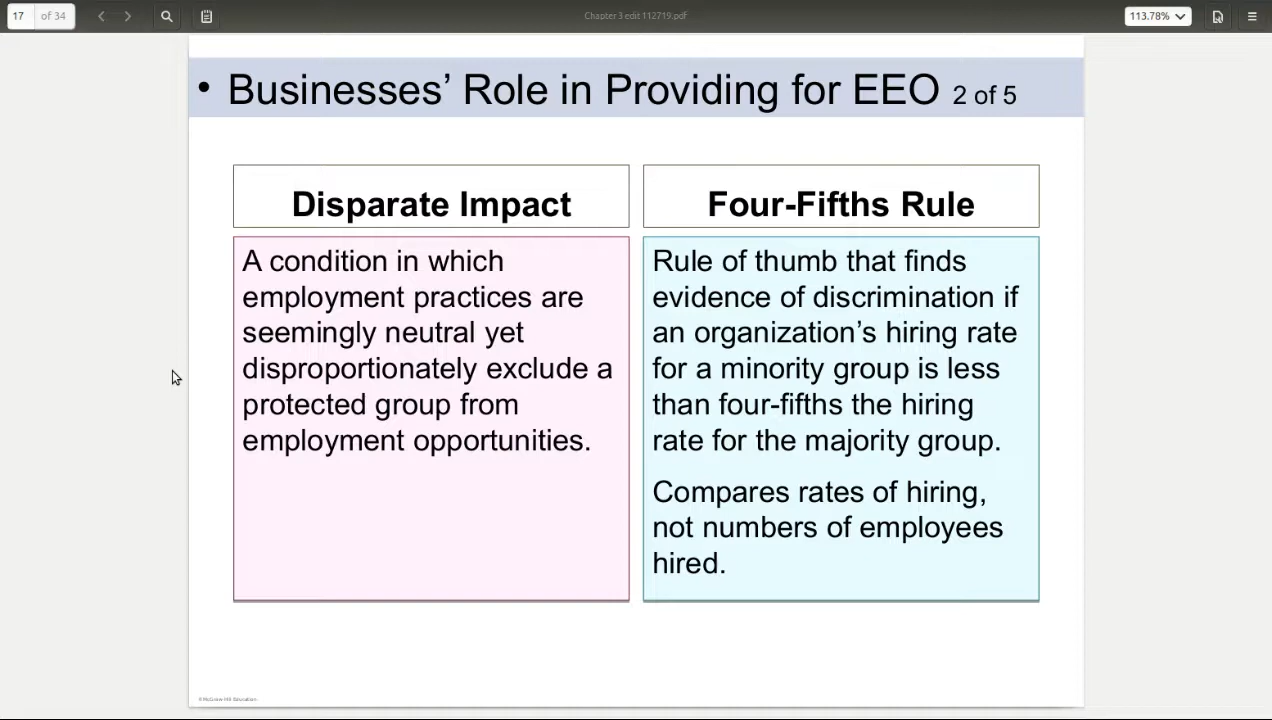 17 of 34
Chapter 3 edit 112719.pdf
113.78%
• Businesses’ Role in Providing for EEO 2 of 5
Disparate Impact
A condition in which
employment practices are
seemingly neutral yet
disproportionately exclude a
protected group from
employment opportunities.
Four-Fifths Rule
Rule of thumb that finds
evidence of discrimination if
an organization’s hiring rate
for a minority group is less
than four-fifths the hiring
rate for the majority group.
Compares rates of hiring,
not numbers of employees
hired.
© McGraw Hill Education.